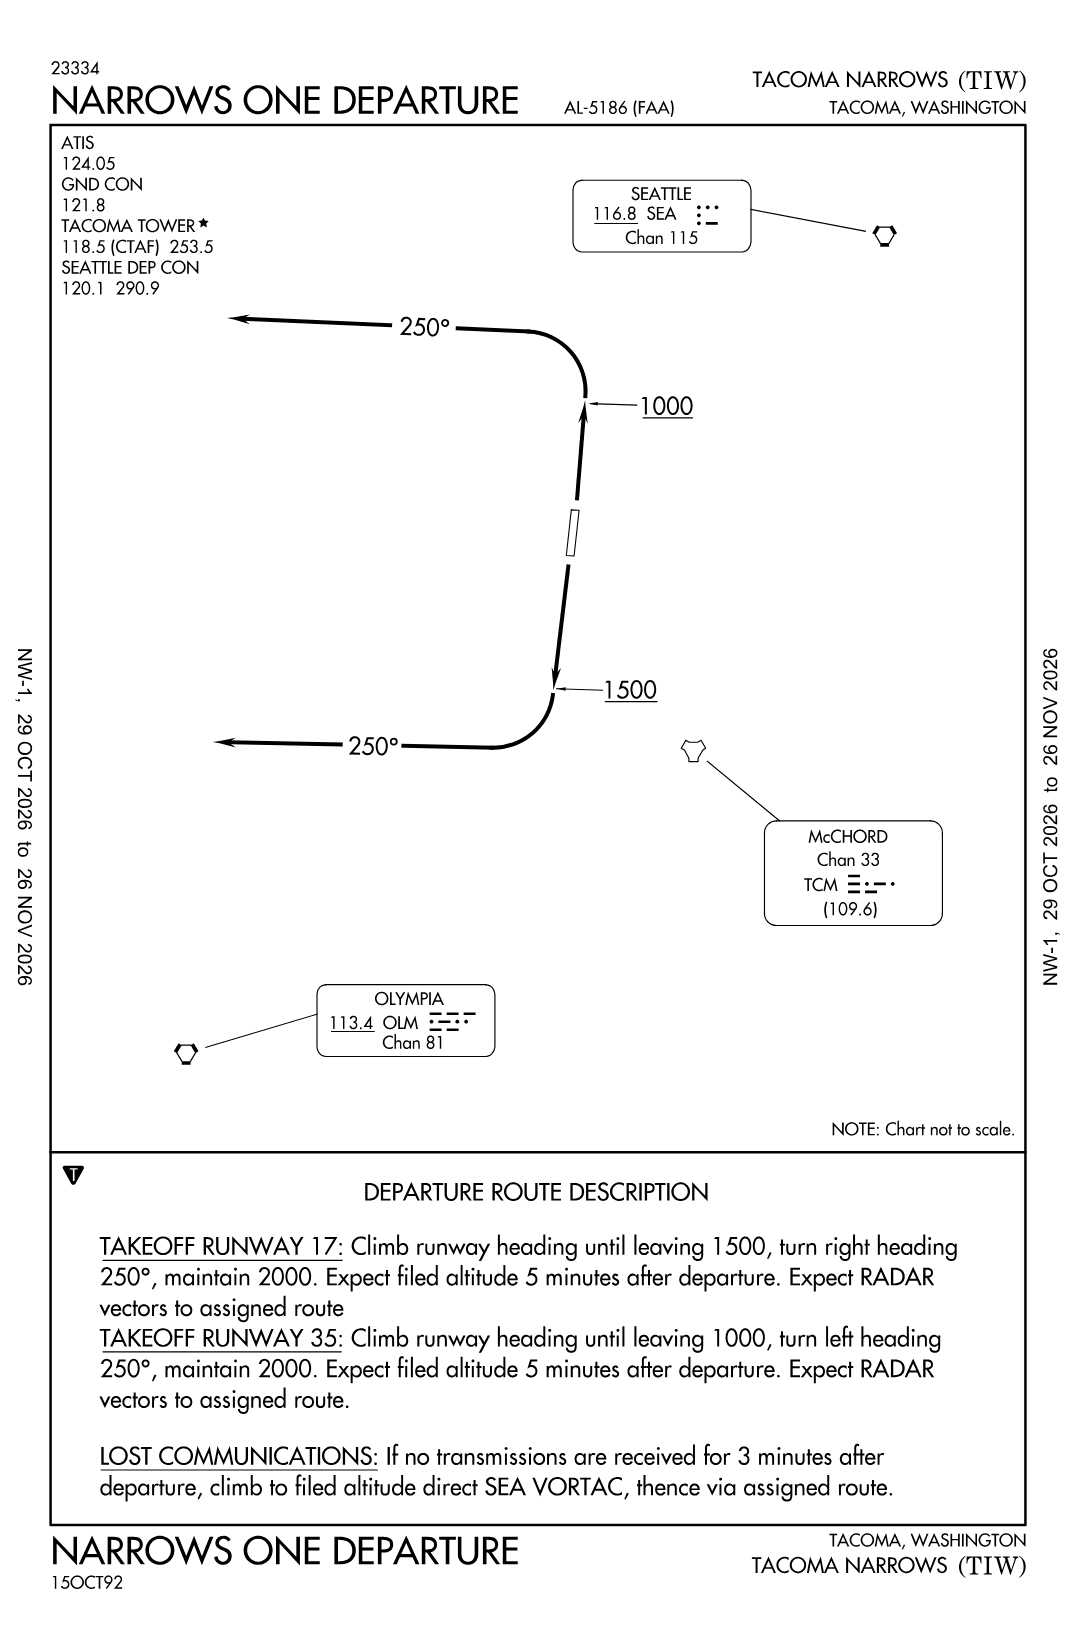 23334
NARROWS ONE DEPARTURE
AL-5186 (FAA)
TACOMA NARROWS (TIW)
TACOMA, WASHINGTON
ATIS
124.05
GND CON
121.8
TACOMA TOWER★
118.5 (CTAF) 253.5
SEATTLE DEP CON
120.1 290.9
SEATTLE
116.8 SEA
Chan 115
250°
1000
1500
250°
McCHORD
Chan 33
TCM
(109.6)
OLYMPIA
113.4 OLM
Chan 81
NOTE: Chart not to scale.
NW-1, 29 OCT 2026 to 26 NOV 2026
NW-1, 29 OCT 2026 to 26 NOV 2026
T
DEPARTURE ROUTE DESCRIPTION
TAKEOFF RUNWAY 17: Climb runway heading until leaving 1500, turn right heading
250°, maintain 2000. Expect filed altitude 5 minutes after departure. Expect RADAR
vectors to assigned route
TAKEOFF RUNWAY 35: Climb runway heading until leaving 1000, turn left heading
250°, maintain 2000. Expect filed altitude 5 minutes after departure. Expect RADAR
vectors to assigned route.
LOST COMMUNICATIONS: If no transmissions are received for 3 minutes after
departure, climb to filed altitude direct SEA VORTAC, thence via assigned route.
NARROWS ONE DEPARTURE
15OCT92
TACOMA, WASHINGTON
TACOMA NARROWS (TIW)